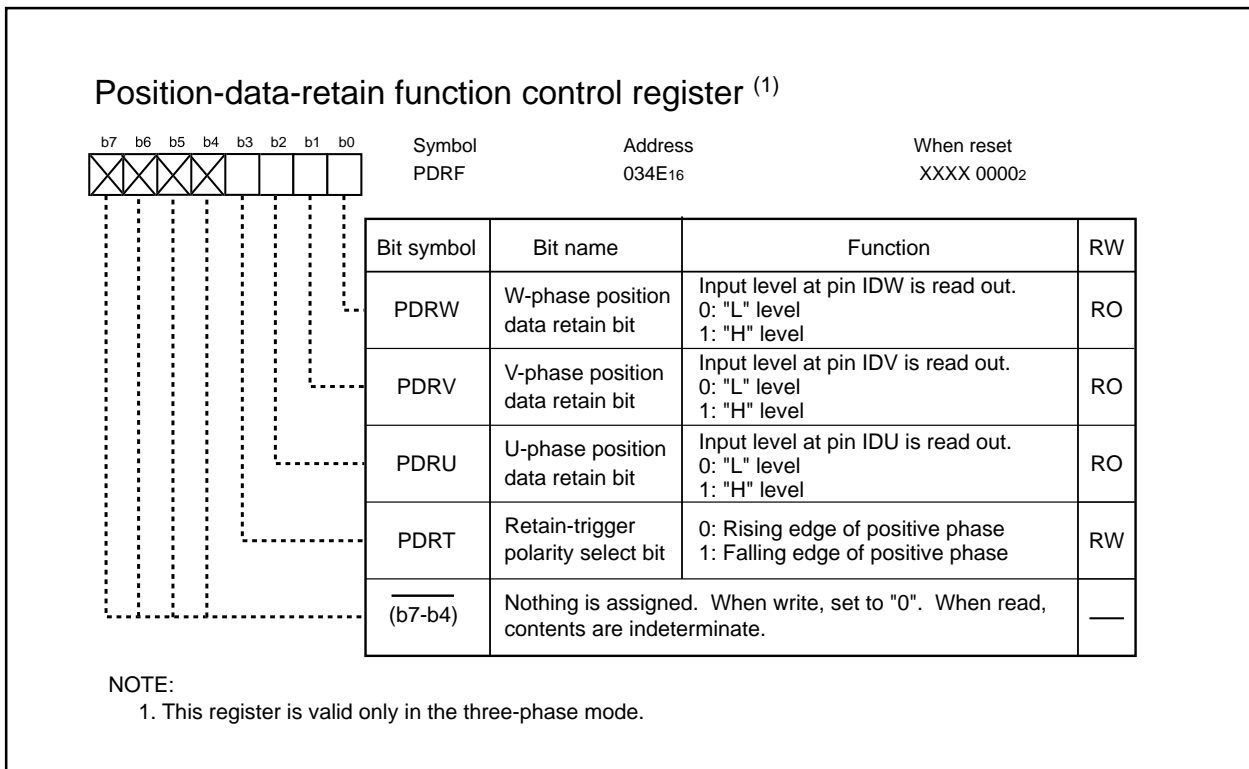 Position-data-retain function control register (1)
b7 b6 b5 b4 b3 b2 b1 b0
Symbol Address When reset
PDRF 034E16 XXXX 00002
Bit symbol Bit name Function RW
PDRW W-phase position data retain bit Input level at pin IDW is read out. RO
0: "L" level
1: "H" level
PDRV V-phase position data retain bit Input level at pin IDV is read out. RO
0: "L" level
1: "H" level
PDRU U-phase position data retain bit Input level at pin IDU is read out. RO
0: "L" level
1: "H" level
PDRT Retain-trigger polarity select bit 0: Rising edge of positive phase RW
1: Falling edge of positive phase
(b7-b4) Nothing is assigned. When write, set to "0". When read, —
contents are indeterminate.
NOTE:
1. This register is valid only in the three-phase mode.